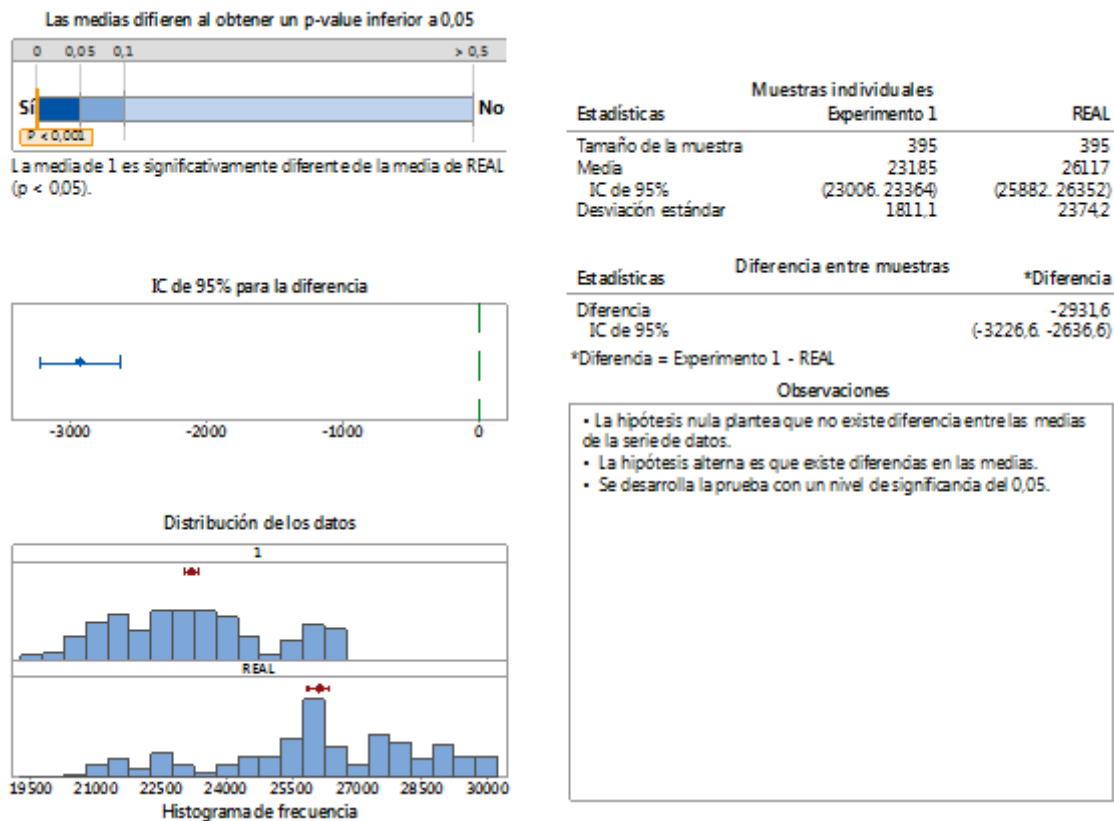 Las medias difieren al obtener un p-value inferior a 0,05
0 0,05 0,1 > 0,5
Sí No
P < 0,001
La media de 1 es significativamente diferente de la media de REAL
(p < 0,05).
IC de 95% para la diferencia
-3000 -2000 -1000 0
Distribución de los datos
1
REAL
19500 21000 22500 24000 25500 27000 28500 30000
Histograma de frecuencia
Muestras individuales
Estadísticas Experimento 1 REAL
Tamaño de la muestra 395 395
Media 23185 26117
IC de 95% (23006. 23364) (25882. 26352)
Desviación estándar 1811,1 2374,2
Diferencia entre muestras
Estadísticas *Diferencia
Diferencia -2931,6
IC de 95% (-3226,6. -2636,6)
*Diferencia = Experimento 1 - REAL
Observaciones
• La hipótesis nula plantea que no existe diferencia entre las medias
de la serie de datos.
• La hipótesis alterna es que existe diferencias en las medias.
• Se desarrolla la prueba con un nivel de significancia del 0,05.